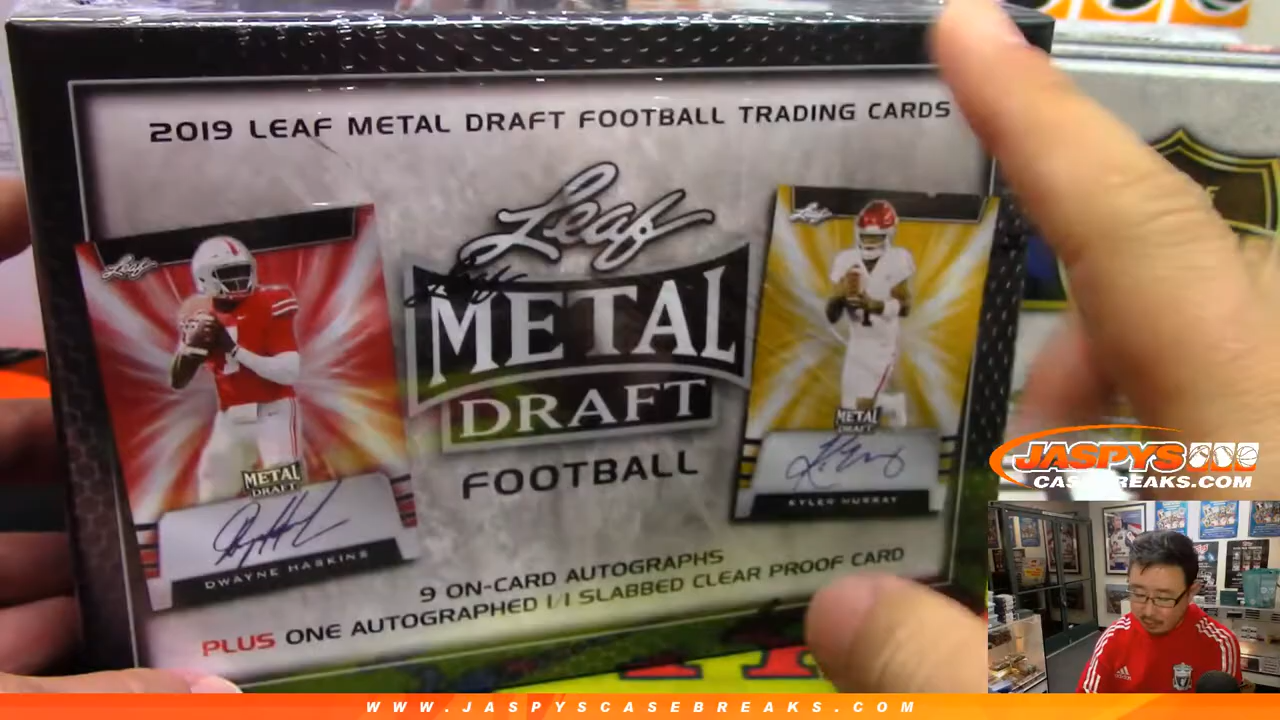 2019 LEAF METAL DRAFT FOOTBALL TRADING CARDS
Leaf
METAL
DRAFT
FOOTBALL
Leaf
METAL
DRAFT
DWAYNE HASKINS
Leaf
METAL
DRAFT
KYLER MURRAY
9 ON-CARD AUTOGRAPHS
PLUS ONE AUTOGRAPHED 1/1 SLABBED CLEAR PROOF CARD
JASPYS
CASEBREAKS.COM
WWW.JASPYSCASEBREAKS.COM